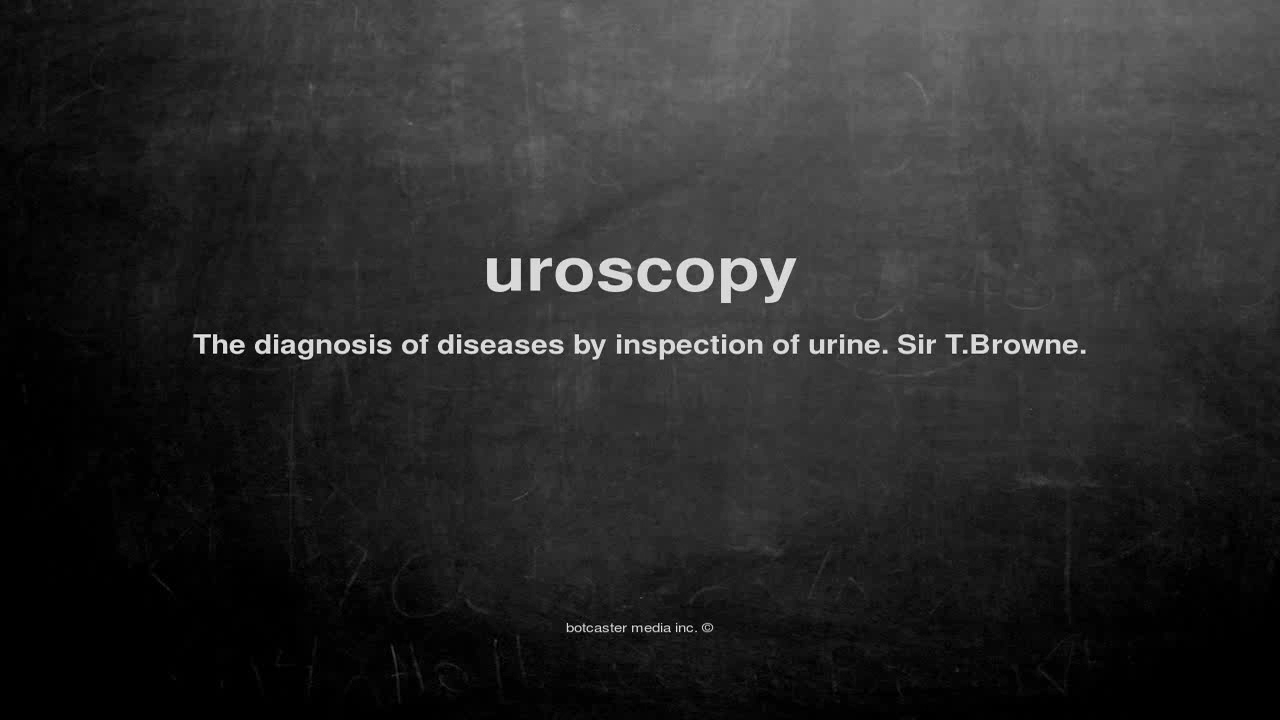 uroscopy
The diagnosis of diseases by inspection of urine. Sir T.Browne.
botcaster media inc. ©